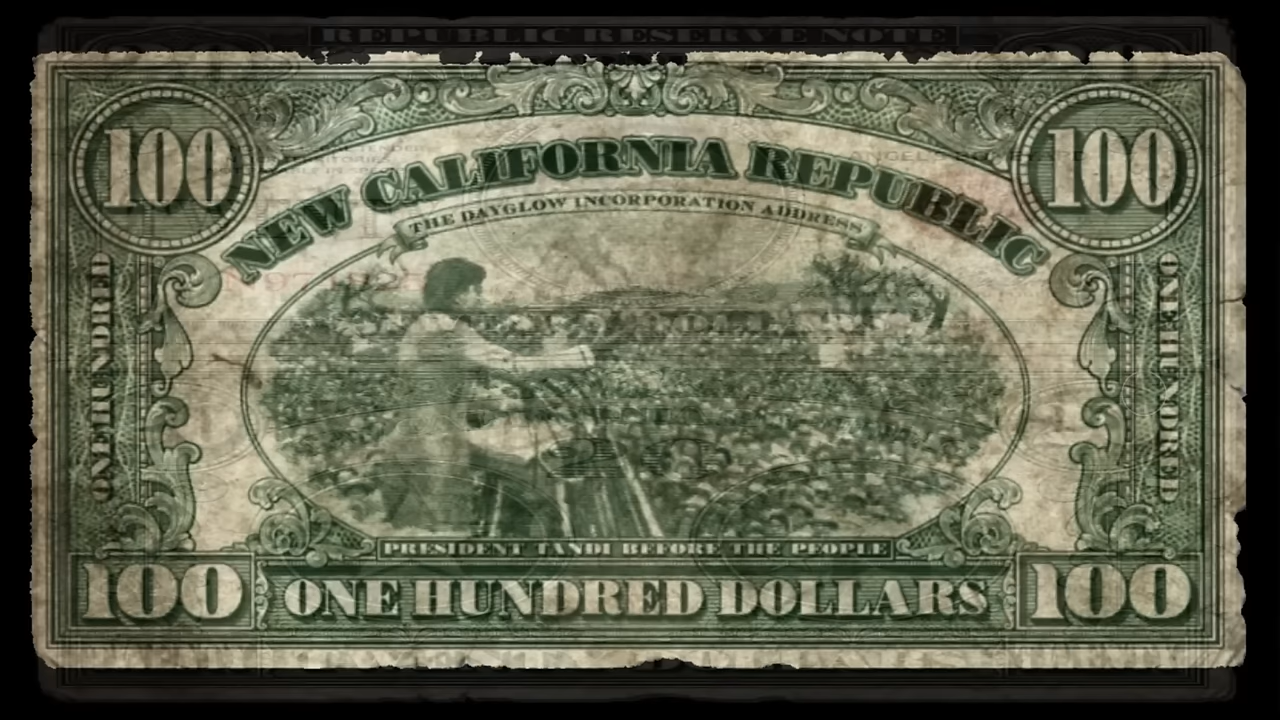 REPUBLIC RESERVE NOTE
100
100
NEW CALIFORNIA REPUBLIC
THE DAYGLOW INCORPORATION ADDRESS
ONE HUNDRED
ONE HUNDRED
PRESIDENT TANDI BEFORE THE PEOPLE
100
ONE HUNDRED DOLLARS
100